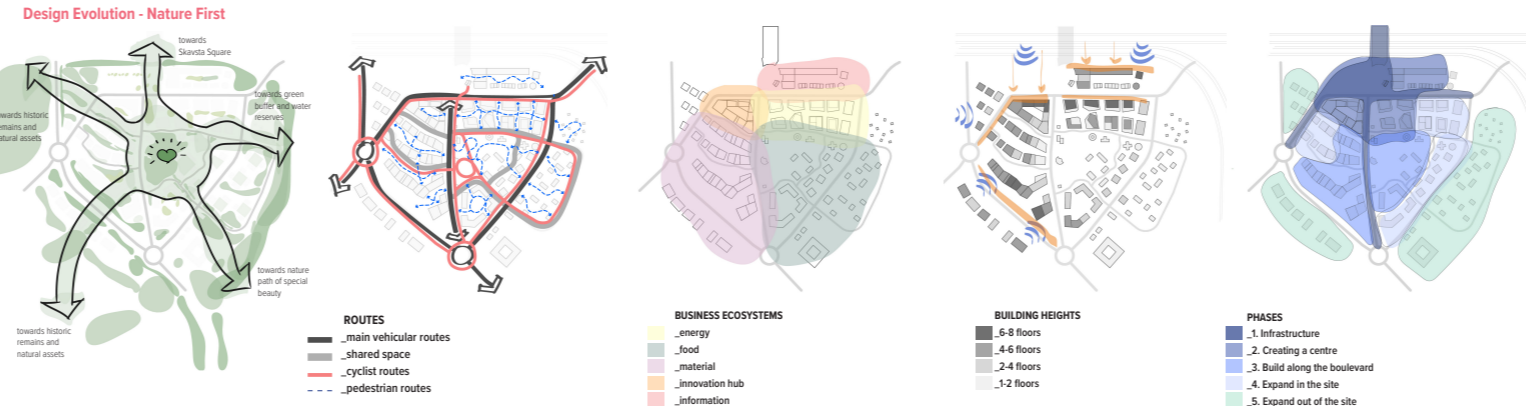 Design Evolution - Nature First
towards
Skavsta Square
towards green
buffer and water
reserves
towards historic
remains and
natural assets
towards nature
path of special
beauty
towards historic
remains and
natural assets
ROUTES
_main vehicular routes
_shared space
_cyclist routes
_pedestrian routes
BUSINESS ECOSYSTEMS
_energy
_food
_material
_innovation hub
_information
BUILDING HEIGHTS
_6-8 floors
_4-6 floors
_2-4 floors
_1-2 floors
PHASES
_1. Infrastructure
_2. Creating a centre
_3. Build along the boulevard
_4. Expand in the site
_5. Expand out of the site